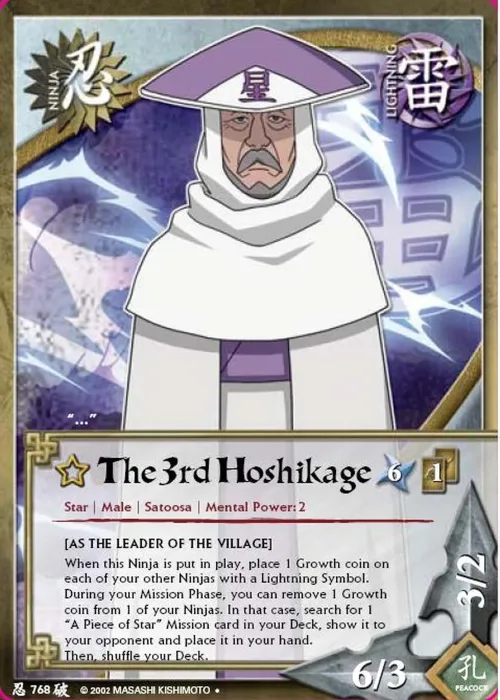 NINJA 忍
LIGHTNING 雷
星
"..."
The 3rd Hoshikage 6 1
Star | Male | Satoosa | Mental Power: 2
[AS THE LEADER OF THE VILLAGE]
When this Ninja is put in play, place 1 Growth coin on
each of your other Ninjas with a Lightning Symbol.
During your Mission Phase, you can remove 1 Growth
coin from 1 of your Ninjas. In that case, search for 1
"A Piece of Star" Mission card in your Deck, show it to
your opponent and place it in your hand.
Then, shuffle your Deck.
3/2
6/3
孔
PEACOCK
忍 768 破 © 2002 MASASHI KISHIMOTO